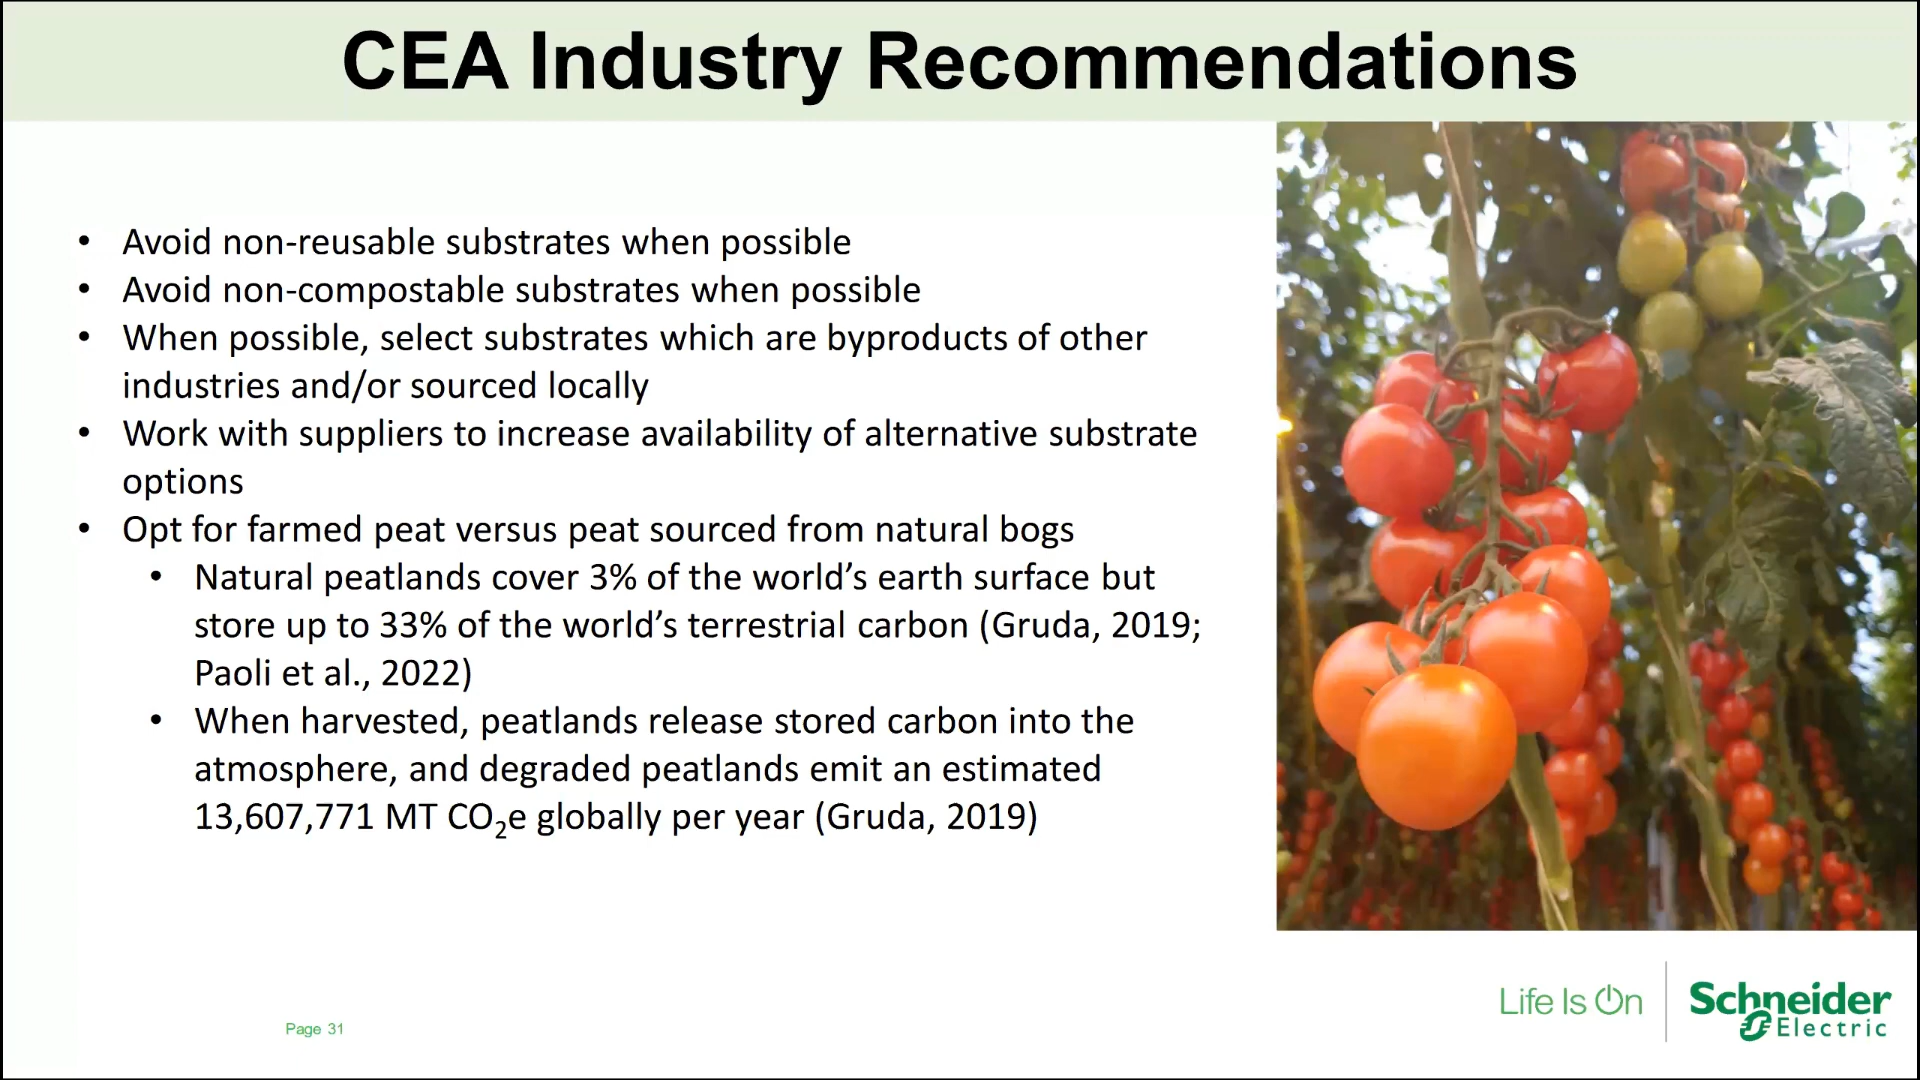 CEA Industry Recommendations
• Avoid non-reusable substrates when possible
• Avoid non-compostable substrates when possible
• When possible, select substrates which are byproducts of other
industries and/or sourced locally
• Work with suppliers to increase availability of alternative substrate
options
• Opt for farmed peat versus peat sourced from natural bogs
• Natural peatlands cover 3% of the world’s earth surface but
store up to 33% of the world’s terrestrial carbon (Gruda, 2019;
Paoli et al., 2022)
• When harvested, peatlands release stored carbon into the
atmosphere, and degraded peatlands emit an estimated
13,607,771 MT CO₂e globally per year (Gruda, 2019)
Page 31
Life Is On
Schneider
Electric